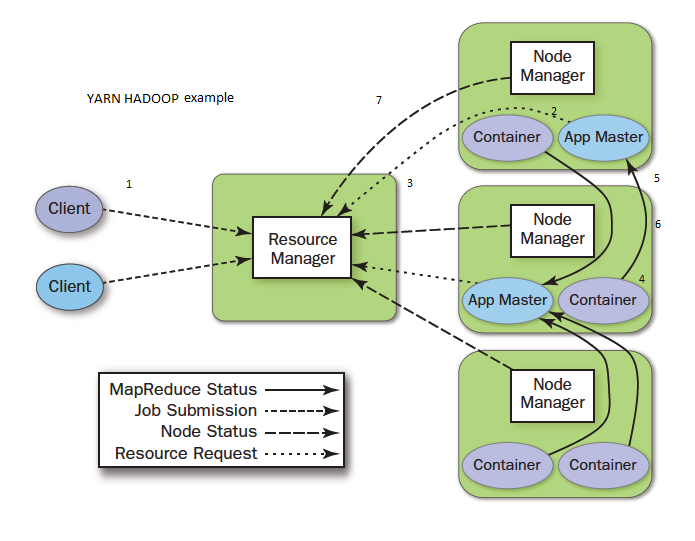 YARN HADOOP example
7
Node
Manager
2
Container
App Master
1
3
5
Client
Resource
Manager
Node
Manager
6
Client
4
App Master
Container
MapReduce Status
Job Submission
Node Status
Resource Request
Node
Manager
Container
Container